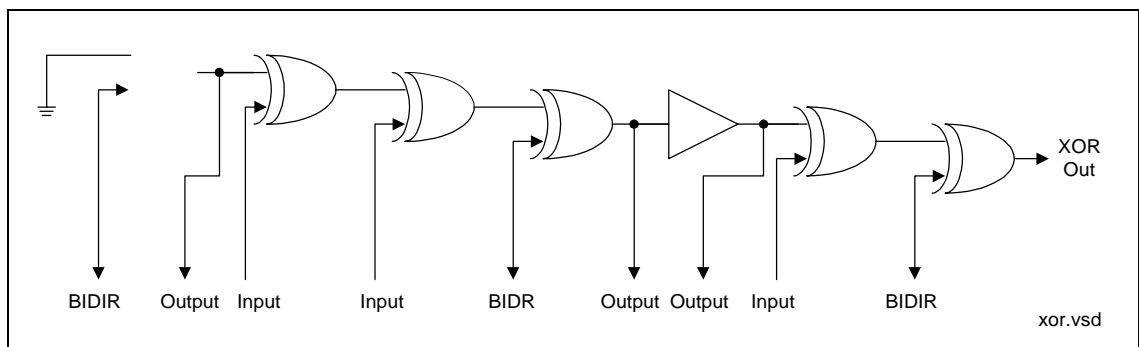 XOR
Out
BIDIR
Output
Input
Input
BIDR
Output
Output
Input
BIDIR
xor.vsd